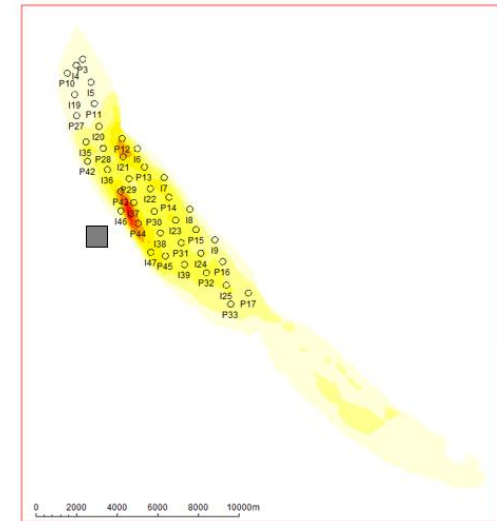 P3
I4
P10
I5
I19
P11
P27
I20
P12
I35
P28
I6
I21
P42
I36
P13
P29
I7
I22
P43
P14
I37
I46
I8
P30
I23
P44
P15
I38
I9
P31
I47
I24
P45
P16
I39
P32
I25
P17
P33
0 2000 4000 6000 8000 10000m